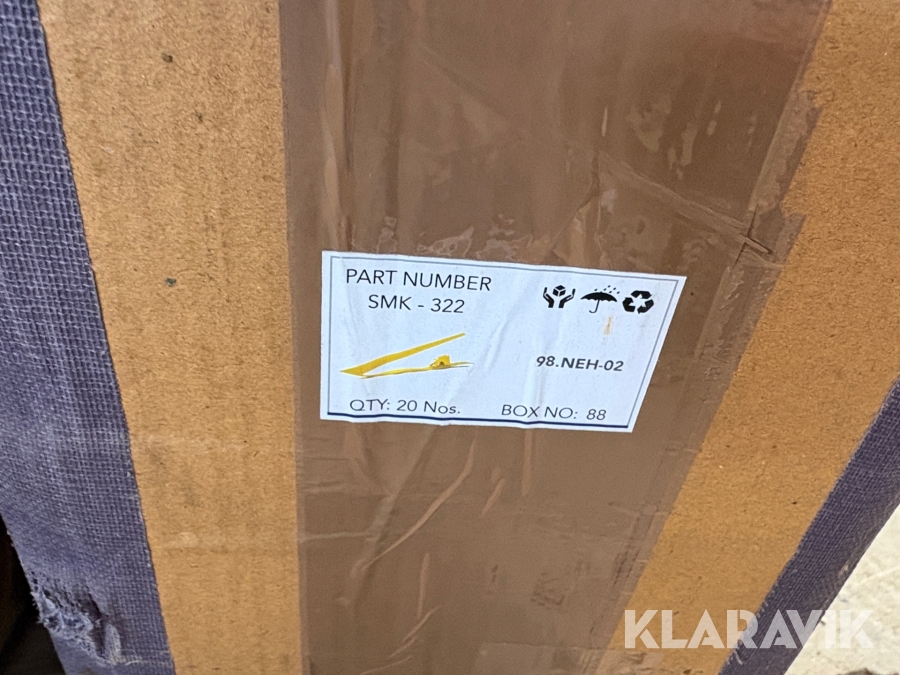 PART NUMBER
SMK - 322
98.NEH-02
QTY: 20 Nos.
BOX NO: 88
KLARAVIK